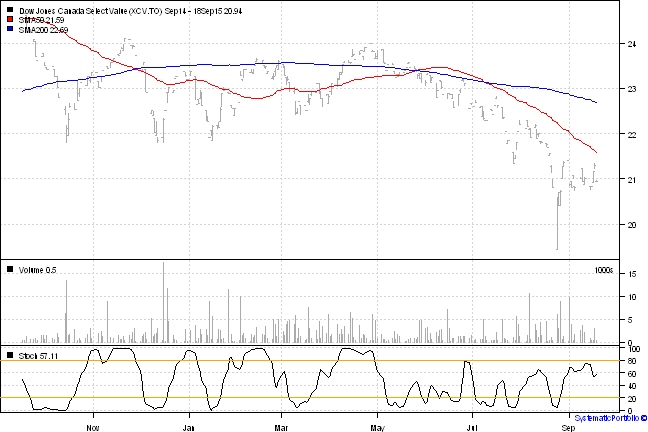 Dow Jones Canada Select Value (XCV.TO) Sep14 - 18Sep15 20.94
SMA50 21.59
SMA200 22.69
24
23
22
21
20
Volume 0.5
1000s
15
10
5
0
Stoch 57.11
100
80
60
40
20
0
Nov
Jan
Mar
May
Jul
Sep
SystematicPortfolio ©